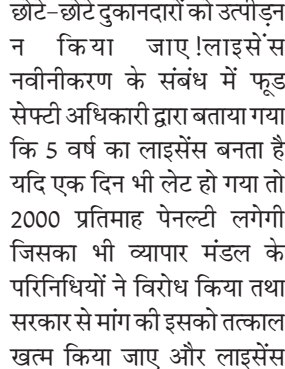 छोटे-छोटे दुकानदारों को उत्पीड़न
न किया जाए !लाइसेंस
नवीनीकरण के संबंध में फूड
सेफ्टी अधिकारी द्वारा बताया गया
कि 5 वर्ष का लाइसेंस बनता है
यदि एक दिन भी लेट हो गया तो
2000 प्रतिमाह पेनल्टी लगेगी
जिसका भी व्यापार मंडल के
परिनिधियों ने विरोध किया तथा
सरकार से मांग की इसको तत्काल
खत्म किया जाए और लाइसेंस